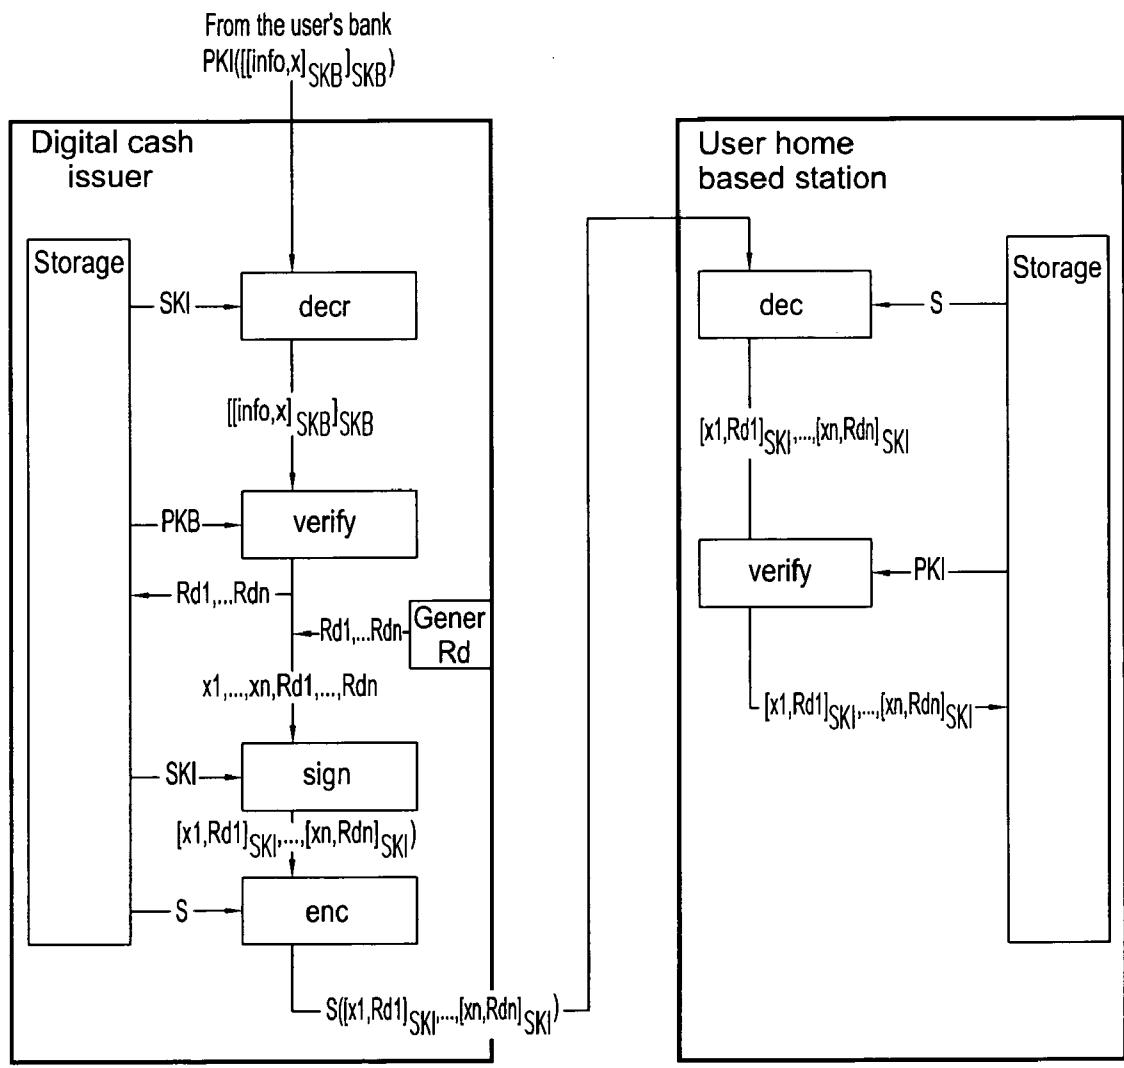 From the user's bank
PKI([[info,x]SKB]SKB)
Digital cash
issuer
Storage
SKI
decr
[[info,x]SKB]SKB
PKB
verify
Rd1,...Rdn
Rd1,...Rdn
Gener
Rd
x1,...,xn,Rd1,...,Rdn
SKI
sign
[x1,Rd1]SKI,...,[xn,Rdn]SKI)
S
enc
S([x1,Rd1]SKI,...,[xn,Rdn]SKI)
User home
based station
Storage
dec
S
[x1,Rd1]SKI,...,[xn,Rdn]SKI
verify
PKI
[x1,Rd1]SKI,...,[xn,Rdn]SKI